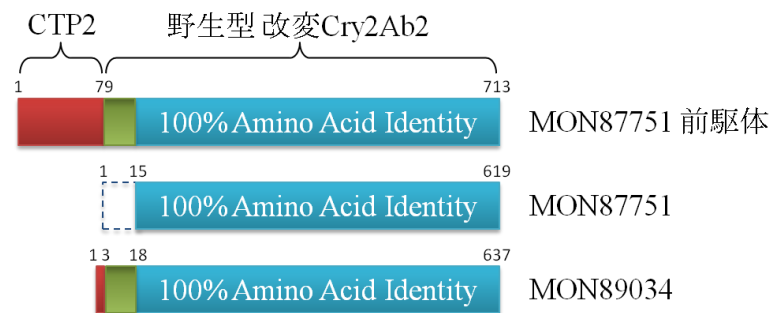 CTP2 野生型 改変Cry2Ab2
1 79 713
100% Amino Acid Identity MON87751 前駆体
1 15 619
100% Amino Acid Identity MON87751
1 3 18 637
100% Amino Acid Identity MON89034